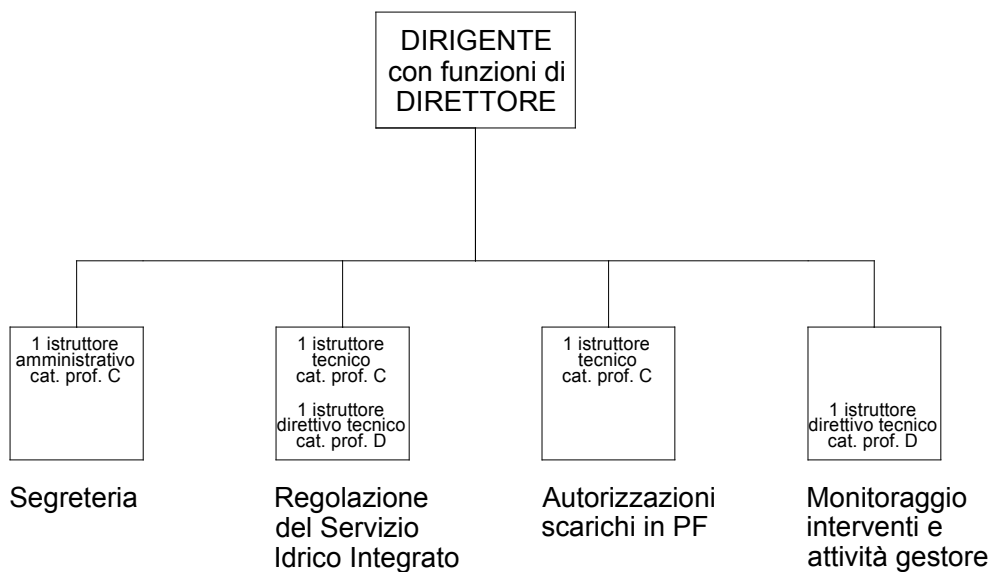 DIRIGENTE
con funzioni di
DIRETTORE
1 istruttore
amministrativo
cat. prof. C
1 istruttore
tecnico
cat. prof. C
1 istruttore
direttivo tecnico
cat. prof. D
1 istruttore
tecnico
cat. prof. C
1 istruttore
direttivo tecnico
cat. prof. D
Segreteria
Regolazione
del Servizio
Idrico Integrato
Autorizzazioni
scarichi in PF
Monitoraggio
interventi e
attività gestore